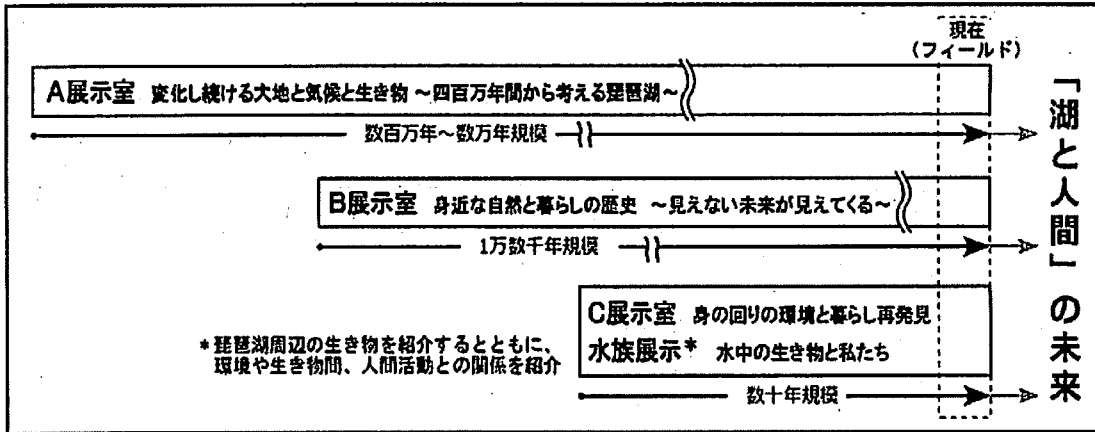 現在
(フィールド)
A展示室 変化し続ける大地と気候と生き物 ~四百万年間から考える琵琶湖~
数百万年~数万年規模
B展示室 身近な自然と暮らしの歴史 ~見えない未来が見えてくる~
1万数千年規模
C展示室 身の回りの環境と暮らし再発見
水族展示* 水中の生き物と私たち
*琵琶湖周辺の生き物を紹介するとともに、
環境や生き物間、人間活動との関係を紹介
数十年規模
「湖と人間」の未来